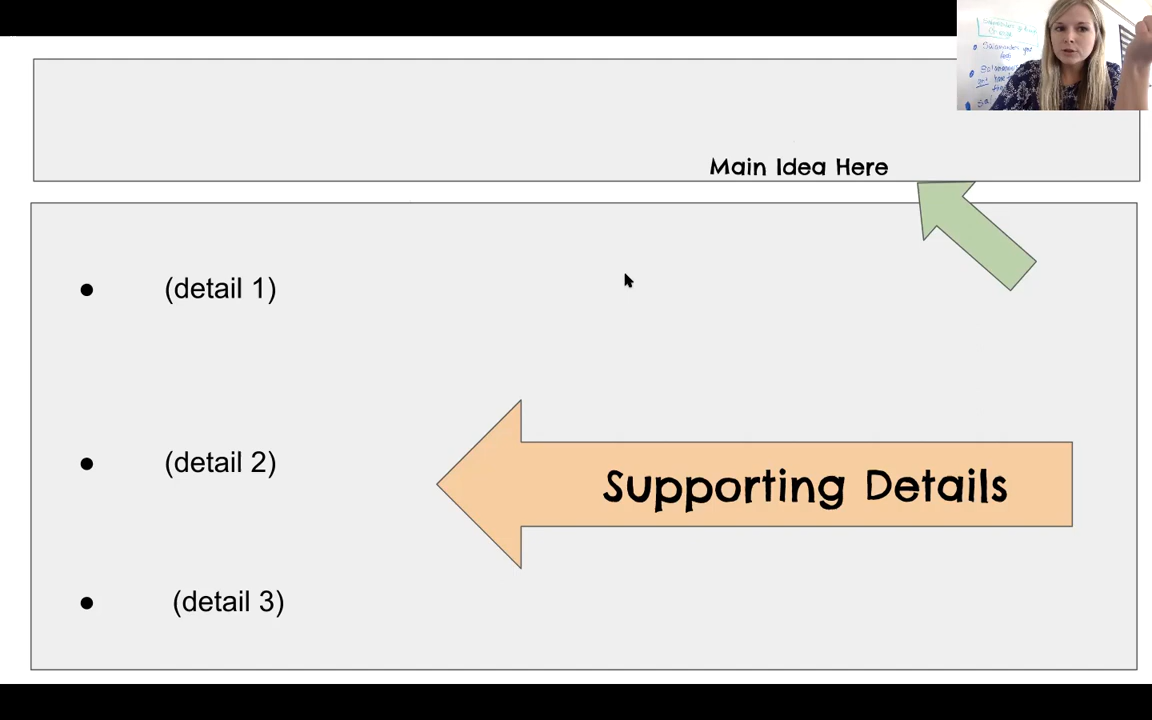 Main Idea Here
(detail 1)
(detail 2)
Supporting Details
(detail 3)